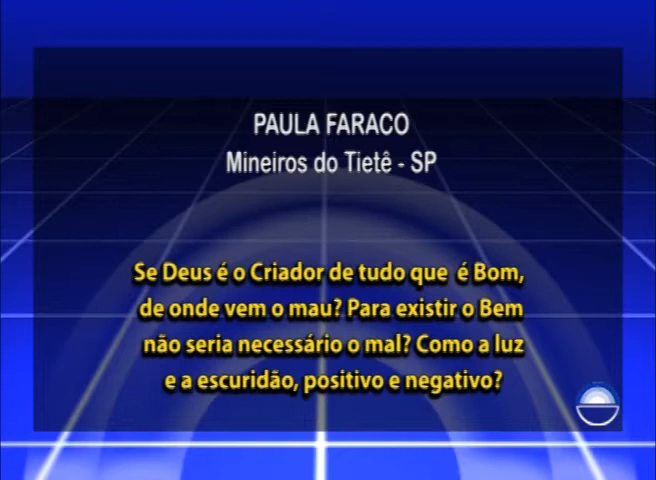 PAULA FARACO
Mineiros do Tietê - SP
Se Deus é o Criador de tudo que é Bom,
de onde vem o mau? Para existir o Bem
não seria necessário o mal? Como a luz
e a escuridão, positivo e negativo?